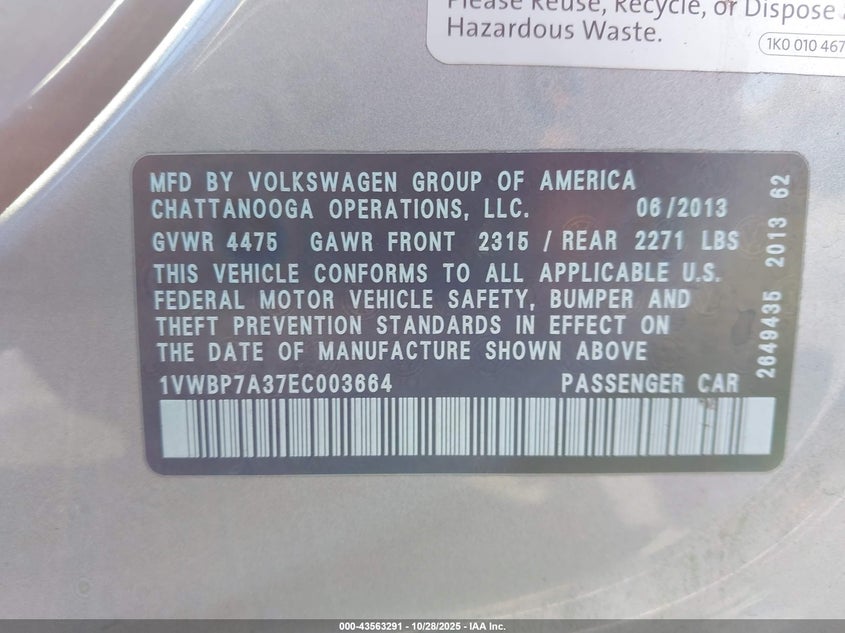 Please Reuse, Recycle, or Dispose
Hazardous Waste.
1K0 010 467
MFD BY VOLKSWAGEN GROUP OF AMERICA
CHATTANOOGA OPERATIONS, LLC. 06/2013
GVWR 4475 GAWR FRONT 2315 / REAR 2271 LBS
THIS VEHICLE CONFORMS TO ALL APPLICABLE U.S.
FEDERAL MOTOR VEHICLE SAFETY, BUMPER AND
THEFT PREVENTION STANDARDS IN EFFECT ON
THE DATE OF MANUFACTURE SHOWN ABOVE
1VWBP7A37EC003664 PASSENGER CAR
2649435 2013 62
000-43563291 - 10/28/2025 - IAA Inc.